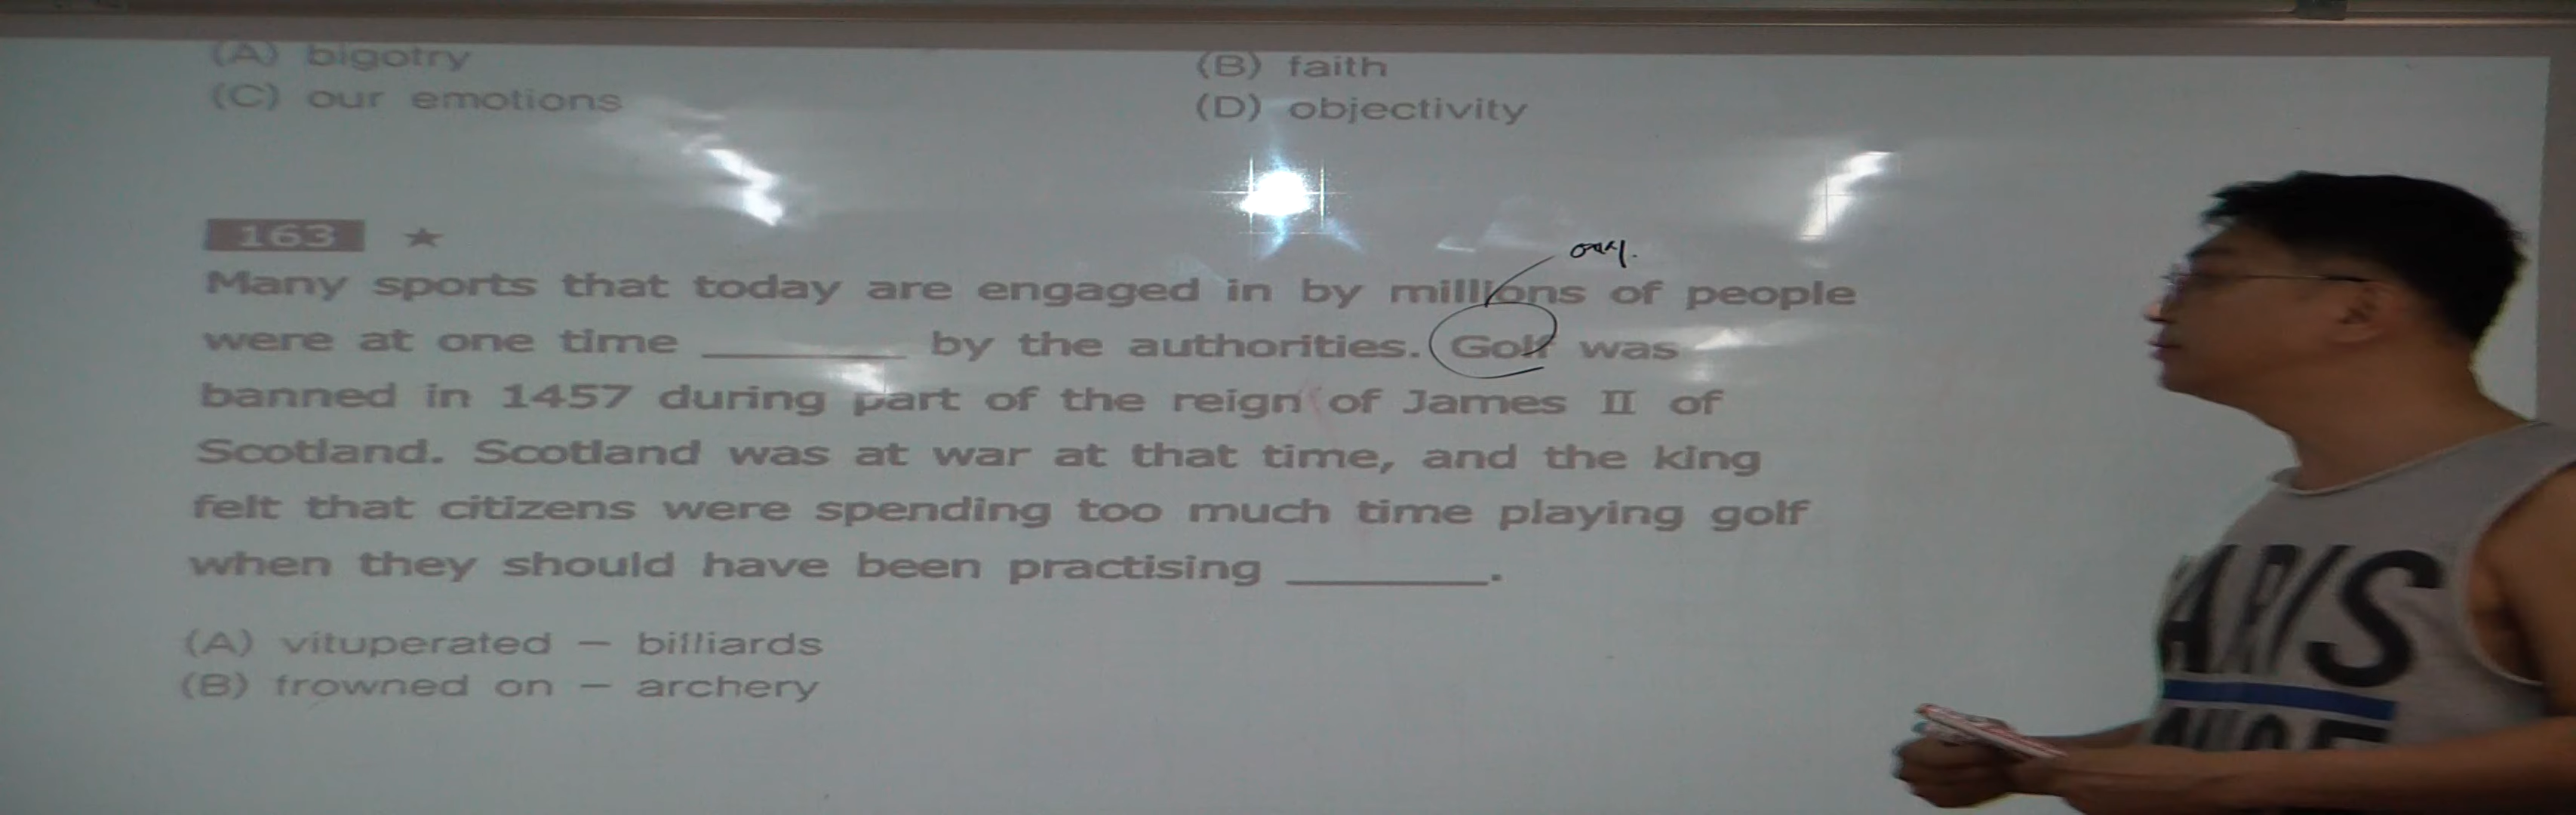 (A) bigotry
(B) faith
(C) our emotions
(D) objectivity
163 ★
Many sports that today are engaged in by millions of people
were at one time ________ by the authorities. Golf was
banned in 1457 during part of the reign of James II of
Scotland. Scotland was at war at that time, and the king
felt that citizens were spending too much time playing golf
when they should have been practising ________.
(A) vituperated – billiards
(B) frowned on – archery